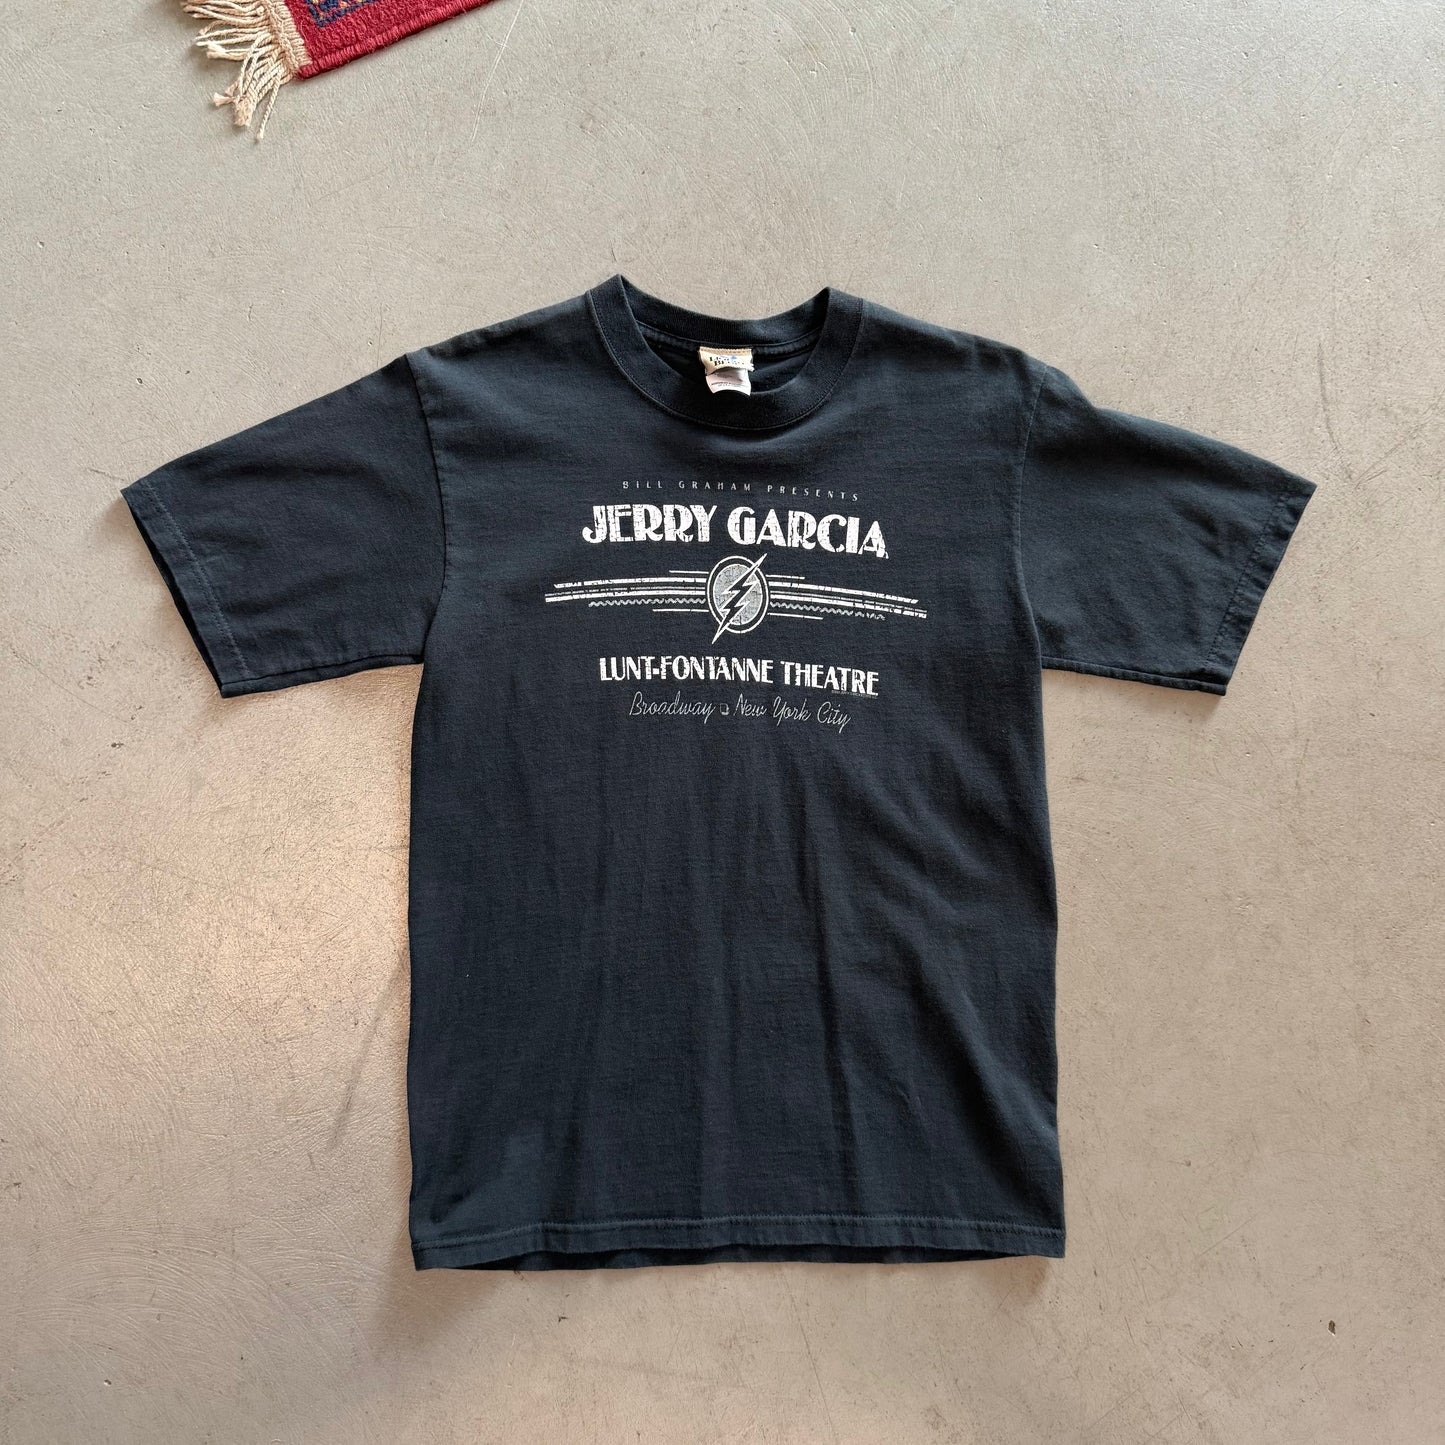 BILL GRAHAM PRESENTS
JERRY GARCIA
LUNT-FONTANNE THEATRE
Broadway New York City